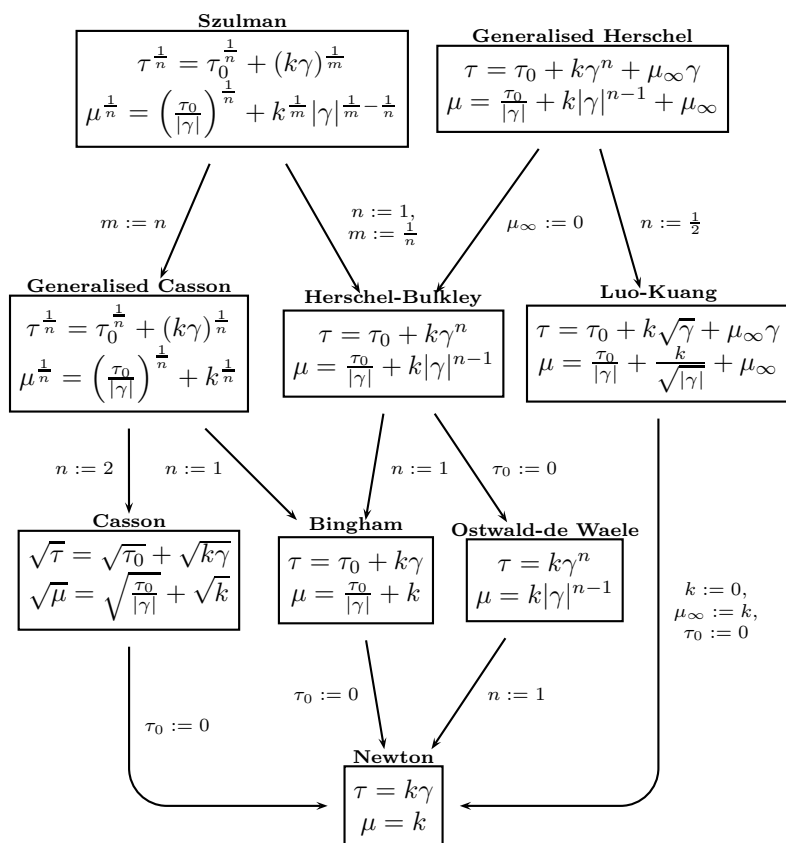 Szulman
τ^{1/n} = τ_0^{1/n} + (kγ)^{1/m}
μ^{1/n} = (τ_0/|γ|)^{1/n} + k^{1/m}|γ|^{1/m − 1/n}
Generalised Herschel
τ = τ_0 + kγ^n + μ_∞γ
μ = τ_0/|γ| + k|γ|^{n−1} + μ_∞
m := n
n := 1,
m := 1/n
μ_∞ := 0
n := 1/2
Generalised Casson
τ^{1/n} = τ_0^{1/n} + (kγ)^{1/n}
μ^{1/n} = (τ_0/|γ|)^{1/n} + k^{1/n}
Herschel-Bulkley
τ = τ_0 + kγ^n
μ = τ_0/|γ| + k|γ|^{n−1}
Luo-Kuang
τ = τ_0 + k√γ + μ_∞γ
μ = τ_0/|γ| + k/√|γ| + μ_∞
n := 2
n := 1
n := 1
τ_0 := 0
Casson
√τ = √τ_0 + √(kγ)
√μ = √(τ_0/|γ|) + √k
Bingham
τ = τ_0 + kγ
μ = τ_0/|γ| + k
Ostwald-de Waele
τ = kγ^n
μ = k|γ|^{n−1}
k := 0,
μ_∞ := k,
τ_0 := 0
τ_0 := 0
τ_0 := 0
n := 1
Newton
τ = kγ
μ = k